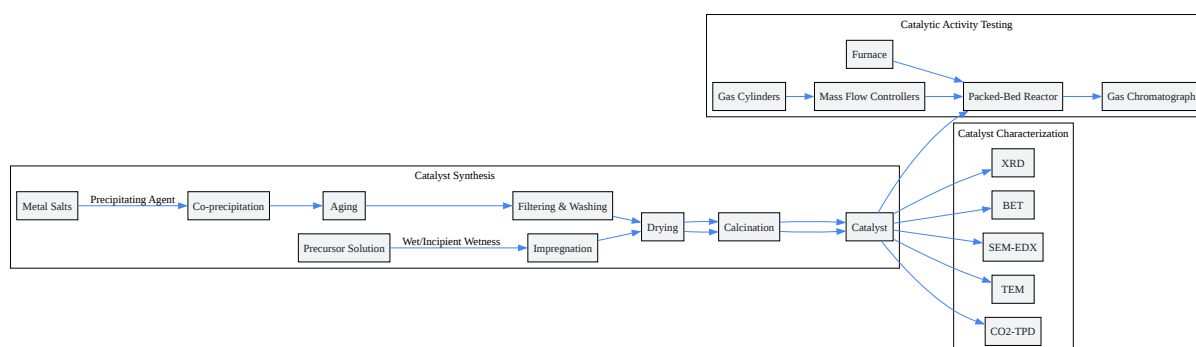 Catalytic Activity Testing
Furnace
Gas Cylinders
Mass Flow Controllers
Packed-Bed Reactor
Gas Chromatograph
Catalyst Characterization
XRD
BET
SEM-EDX
TEM
CO2-TPD
Catalyst Synthesis
Metal Salts
Precipitating Agent
Co-precipitation
Aging
Filtering & Washing
Precursor Solution
Wet/Incipient Wetness
Impregnation
Drying
Calcination
Catalyst